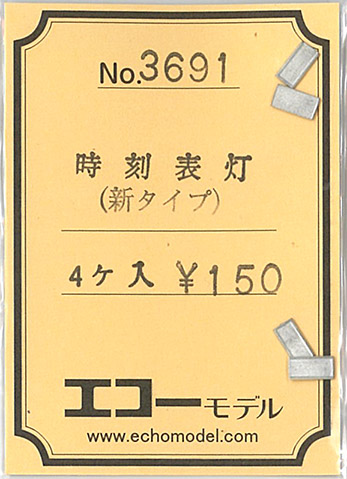 No.3691
時刻表灯
(新タイプ)
4ケ入 ¥150
エコーモデル
www.echomodel.com